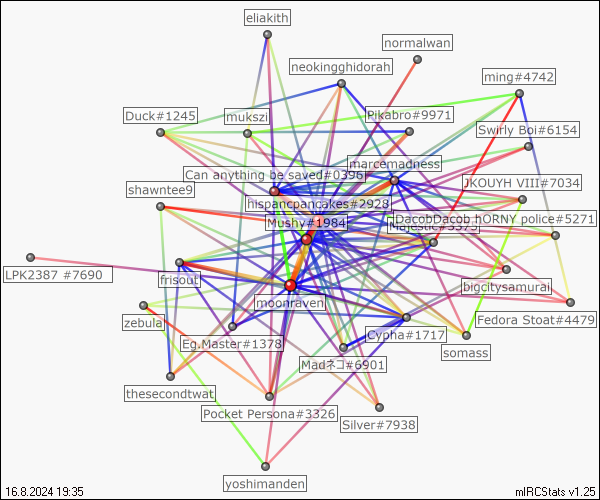 eliakith
normalwan
neokingghidorah
ming#4742
Duck#1245
mukszi
Pikabro#9971
Swirly Boi#6154
marcemadness
Can anything be saved#0396
JKOUYH VIII#7034
shawntee9
hispancpancakes#2928
Mushy#1984
DacobDacob hORNY police#5271
LPK2387 #7690
frisout
bigcitysamurai
moonraven
Fedora Stoat#4479
zebula
Eg.Master#1378
Cypha#1717
somass
Madネコ#6901
thesecondtwat
Pocket Persona#3326
Silver#7938
yoshimanden
16.8.2024 19:35
mIRCStats v1.25